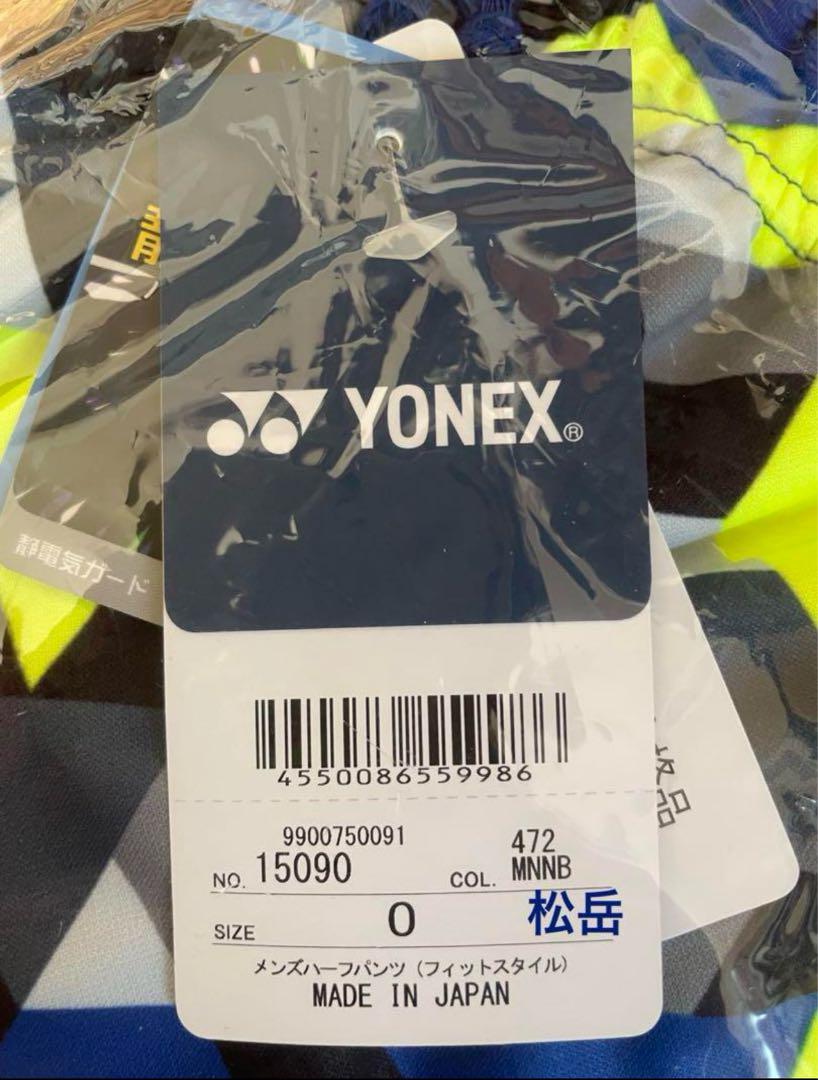 YONEX®
静電気ガード
4550086559986
9900750091
NO. 15090
472
COL. MNNB
SIZE O
松岳
メンズハーフパンツ（フィットスタイル）
MADE IN JAPAN
品